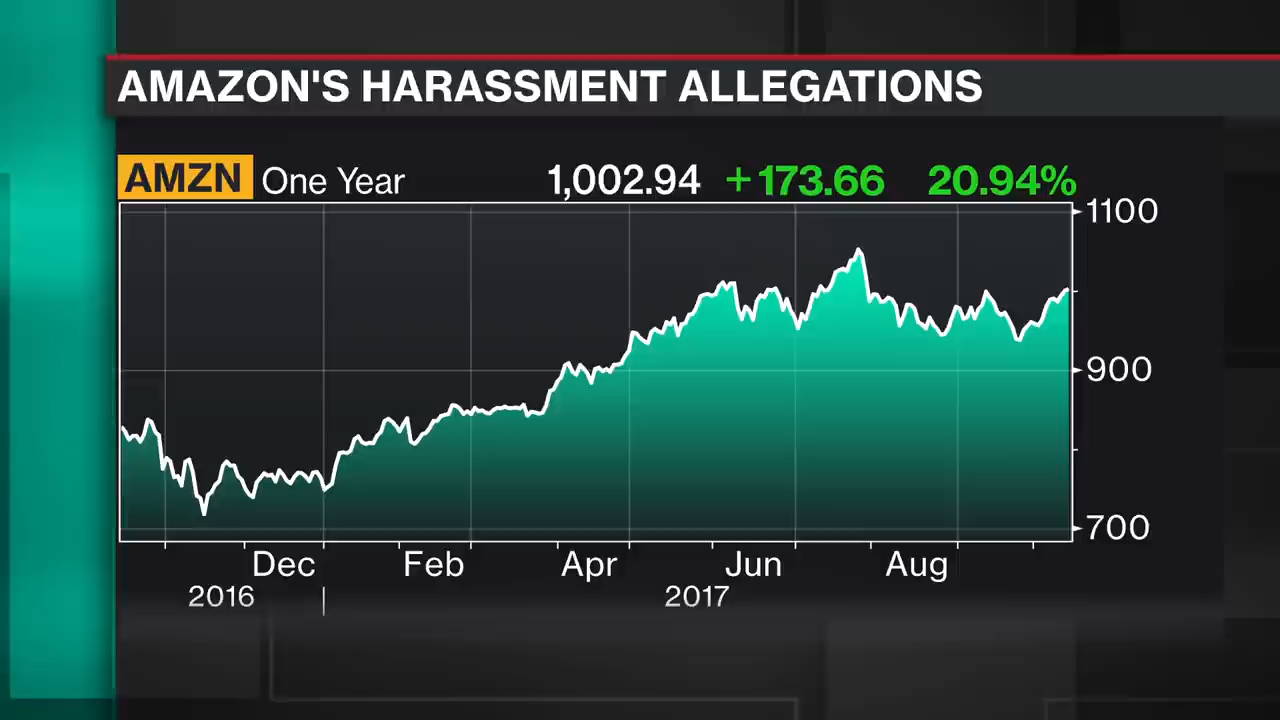 AMAZON'S HARASSMENT ALLEGATIONS
AMZN One Year 1,002.94 +173.66 20.94%
1100
900
700
Dec Feb Apr Jun Aug
2016 2017